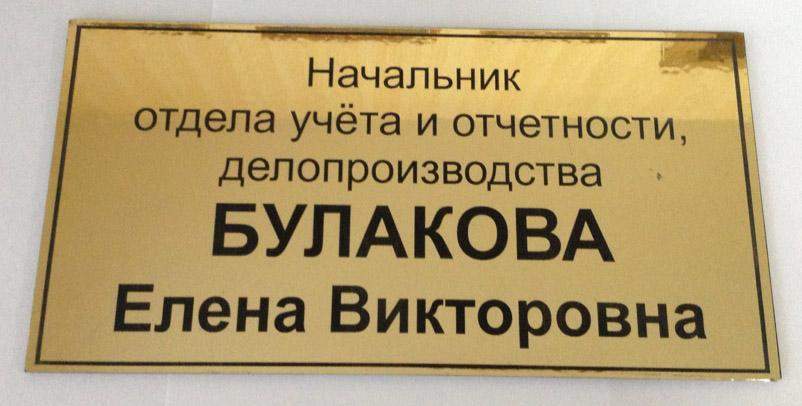 Начальник
отдела учёта и отчетности,
делопроизводства
БУЛАКОВА
Елена Викторовна